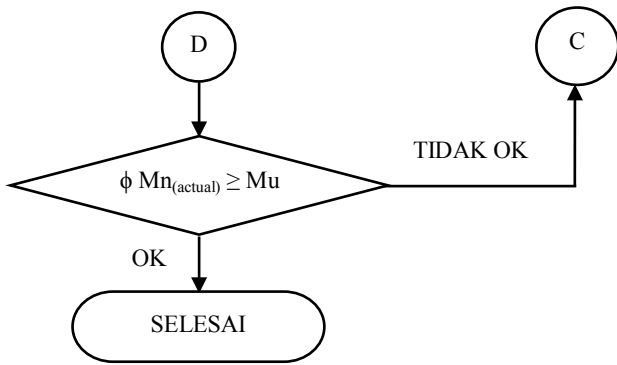 D
C
TIDAK OK
ϕ Mn(actual) ≥ Mu
OK
SELESAI